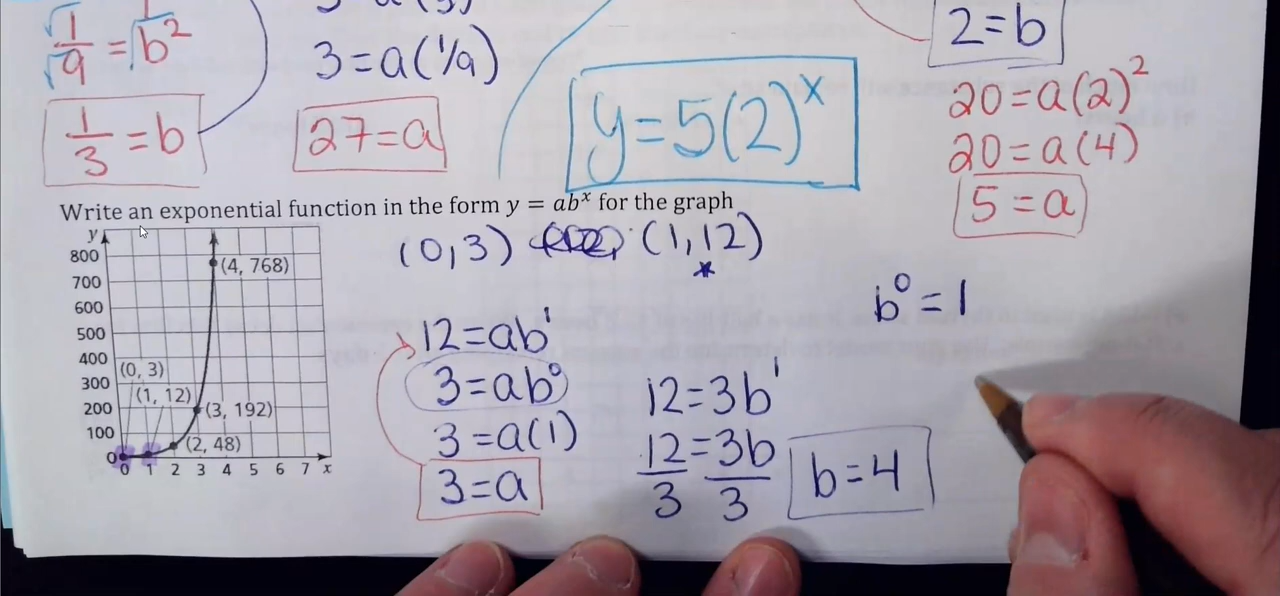 √1/9 = √b²
3 = a(1/9)
1/3 = b
27 = a
y = 5(2)ˣ
2 = b
20 = a(2)²
20 = a(4)
5 = a
Write an exponential function in the form y = abˣ for the graph
(0,3) (1,12)
*
y
800
700
600
500
400
300
200
100
0
0 1 2 3 4 5 6 7 x
(4, 768)
(0, 3)
(1, 12)
(3, 192)
(2, 48)
12 = ab¹
3 = ab⁰
3 = a(1)
3 = a
b⁰ = 1
12 = 3b¹
12 = 3b
3 3
b = 4